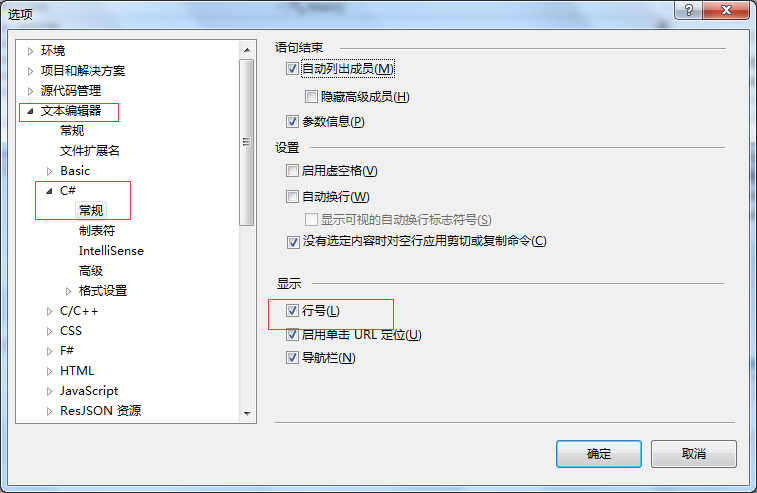 选项
环境
项目和解决方案
源代码管理
文本编辑器
常规
文件扩展名
Basic
C#
常规
制表符
IntelliSense
高级
格式设置
C/C++
CSS
F#
HTML
JavaScript
ResJSON 资源
语句结束
自动列出成员(M)
隐藏高级成员(H)
参数信息(P)
设置
启用虚空格(V)
自动换行(W)
显示可视的自动换行标志符号(S)
没有选定内容时对空行应用剪切或复制命令(C)
显示
行号(L)
启用单击 URL 定位(U)
导航栏(N)
确定
取消